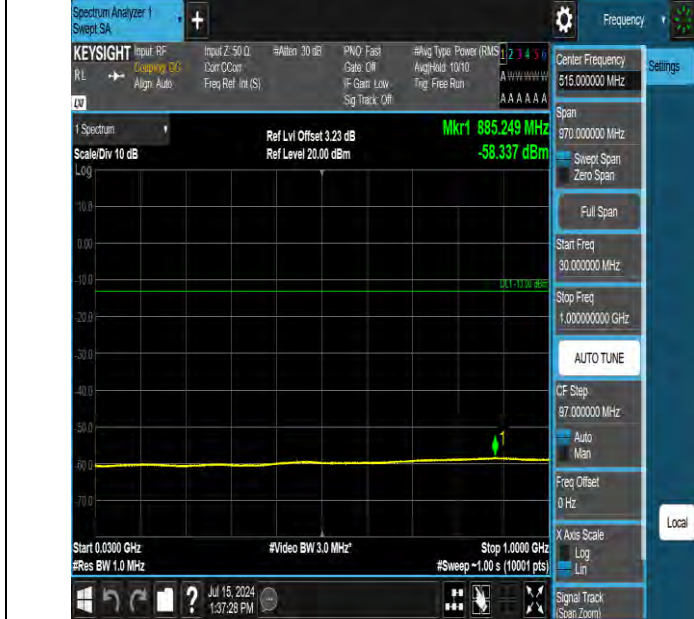 Spectrum Analyzer 1
Swept SA
+
Frequency
KEYSIGHT
RL
LXI
Input: RF
Coupling: DC
Align: Auto
Input Z: 50 Ω
Corr CCorr
Freq Ref: Int (S)
#Atten: 30 dB
PNO: Fast
Gate: Off
IF Gain: Low
Sig Track: Off
#Avg Type: Power (RMS
Avg|Hold: 10/10
Trig: Free Run
1 2 3 4 5 6
A W W W W W
A A A A A A
1 Spectrum
Scale/Div 10 dB
Ref Lvl Offset 3.23 dB
Ref Level 20.00 dBm
Mkr1 885.249 MHz
-58.337 dBm
Log
10.0
0.00
-10.0
DL1 -13.00 dBm
-20.0
-30.0
-40.0
-50.0
1
-60.0
-70.0
Start 0.0300 GHz
#Video BW 3.0 MHz*
Stop 1.0000 GHz
#Res BW 1.0 MHz
#Sweep ~1.00 s (10001 pts)
Jul 15, 2024
1:37:28 PM
Center Frequency
515.000000 MHz
Settings
Span
970.000000 MHz
Swept Span
Zero Span
Full Span
Start Freq
30.000000 MHz
Stop Freq
1.000000000 GHz
AUTO TUNE
CF Step
97.000000 MHz
Auto
Man
Freq Offset
0 Hz
Local
X Axis Scale
Log
Lin
Signal Track
(Span Zoom)